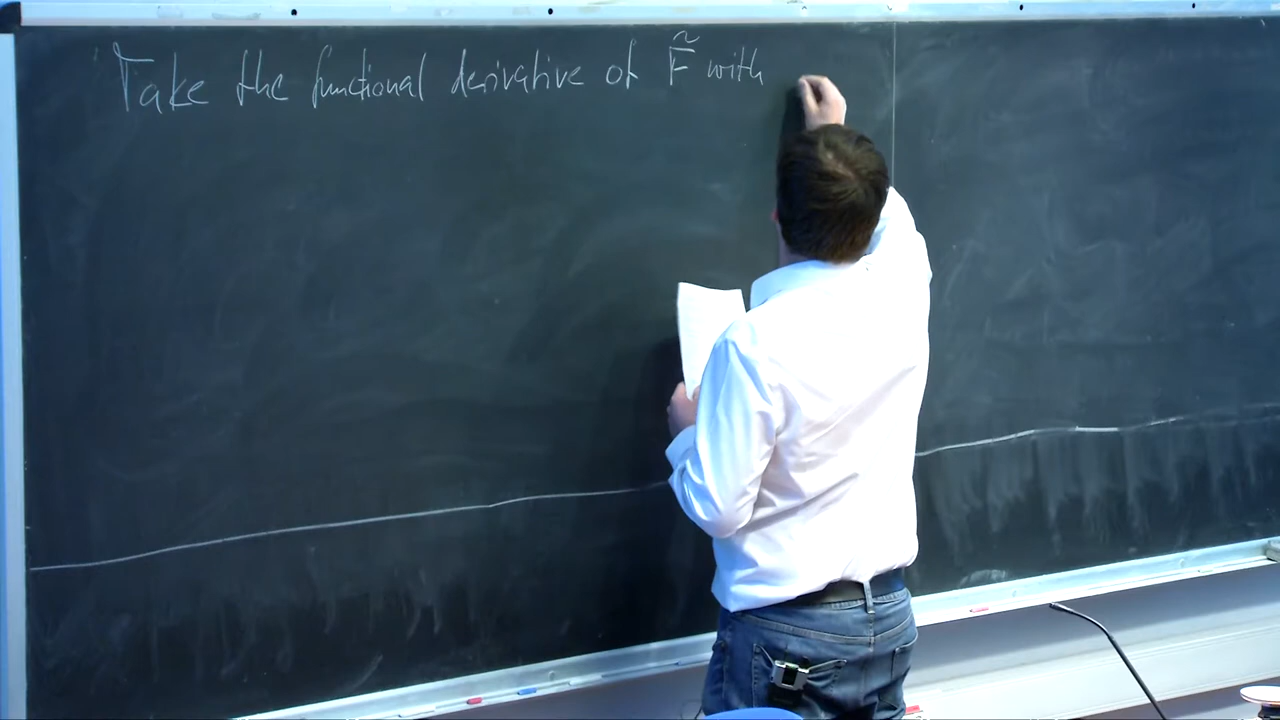 Take the functional derivative of F̃ with